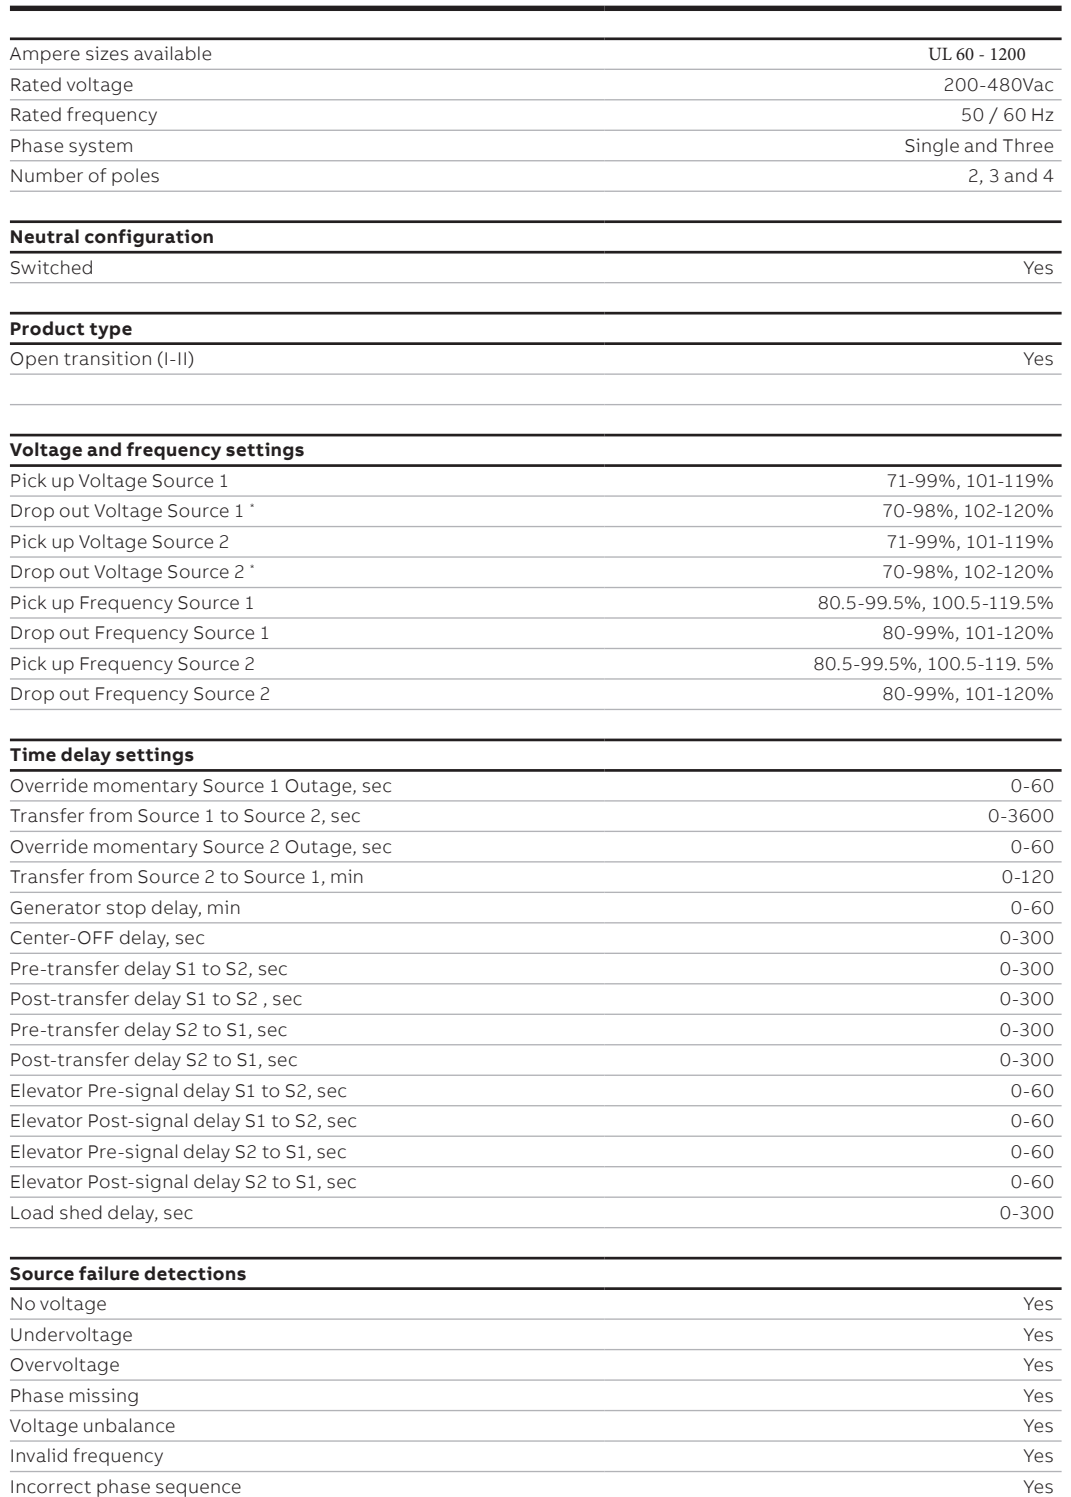 Ampere sizes available UL 60 - 1200
Rated voltage 200-480Vac
Rated frequency 50 / 60 Hz
Phase system Single and Three
Number of poles 2, 3 and 4
Neutral configuration
Switched Yes
Product type
Open transition (I-II) Yes
Voltage and frequency settings
Pick up Voltage Source 1 71-99%, 101-119%
Drop out Voltage Source 1 * 70-98%, 102-120%
Pick up Voltage Source 2 71-99%, 101-119%
Drop out Voltage Source 2 * 70-98%, 102-120%
Pick up Frequency Source 1 80.5-99.5%, 100.5-119.5%
Drop out Frequency Source 1 80-99%, 101-120%
Pick up Frequency Source 2 80.5-99.5%, 100.5-119. 5%
Drop out Frequency Source 2 80-99%, 101-120%
Time delay settings
Override momentary Source 1 Outage, sec 0-60
Transfer from Source 1 to Source 2, sec 0-3600
Override momentary Source 2 Outage, sec 0-60
Transfer from Source 2 to Source 1, min 0-120
Generator stop delay, min 0-60
Center-OFF delay, sec 0-300
Pre-transfer delay S1 to S2, sec 0-300
Post-transfer delay S1 to S2 , sec 0-300
Pre-transfer delay S2 to S1, sec 0-300
Post-transfer delay S2 to S1, sec 0-300
Elevator Pre-signal delay S1 to S2, sec 0-60
Elevator Post-signal delay S1 to S2, sec 0-60
Elevator Pre-signal delay S2 to S1, sec 0-60
Elevator Post-signal delay S2 to S1, sec 0-60
Load shed delay, sec 0-300
Source failure detections
No voltage Yes
Undervoltage Yes
Overvoltage Yes
Phase missing Yes
Voltage unbalance Yes
Invalid frequency Yes
Incorrect phase sequence Yes